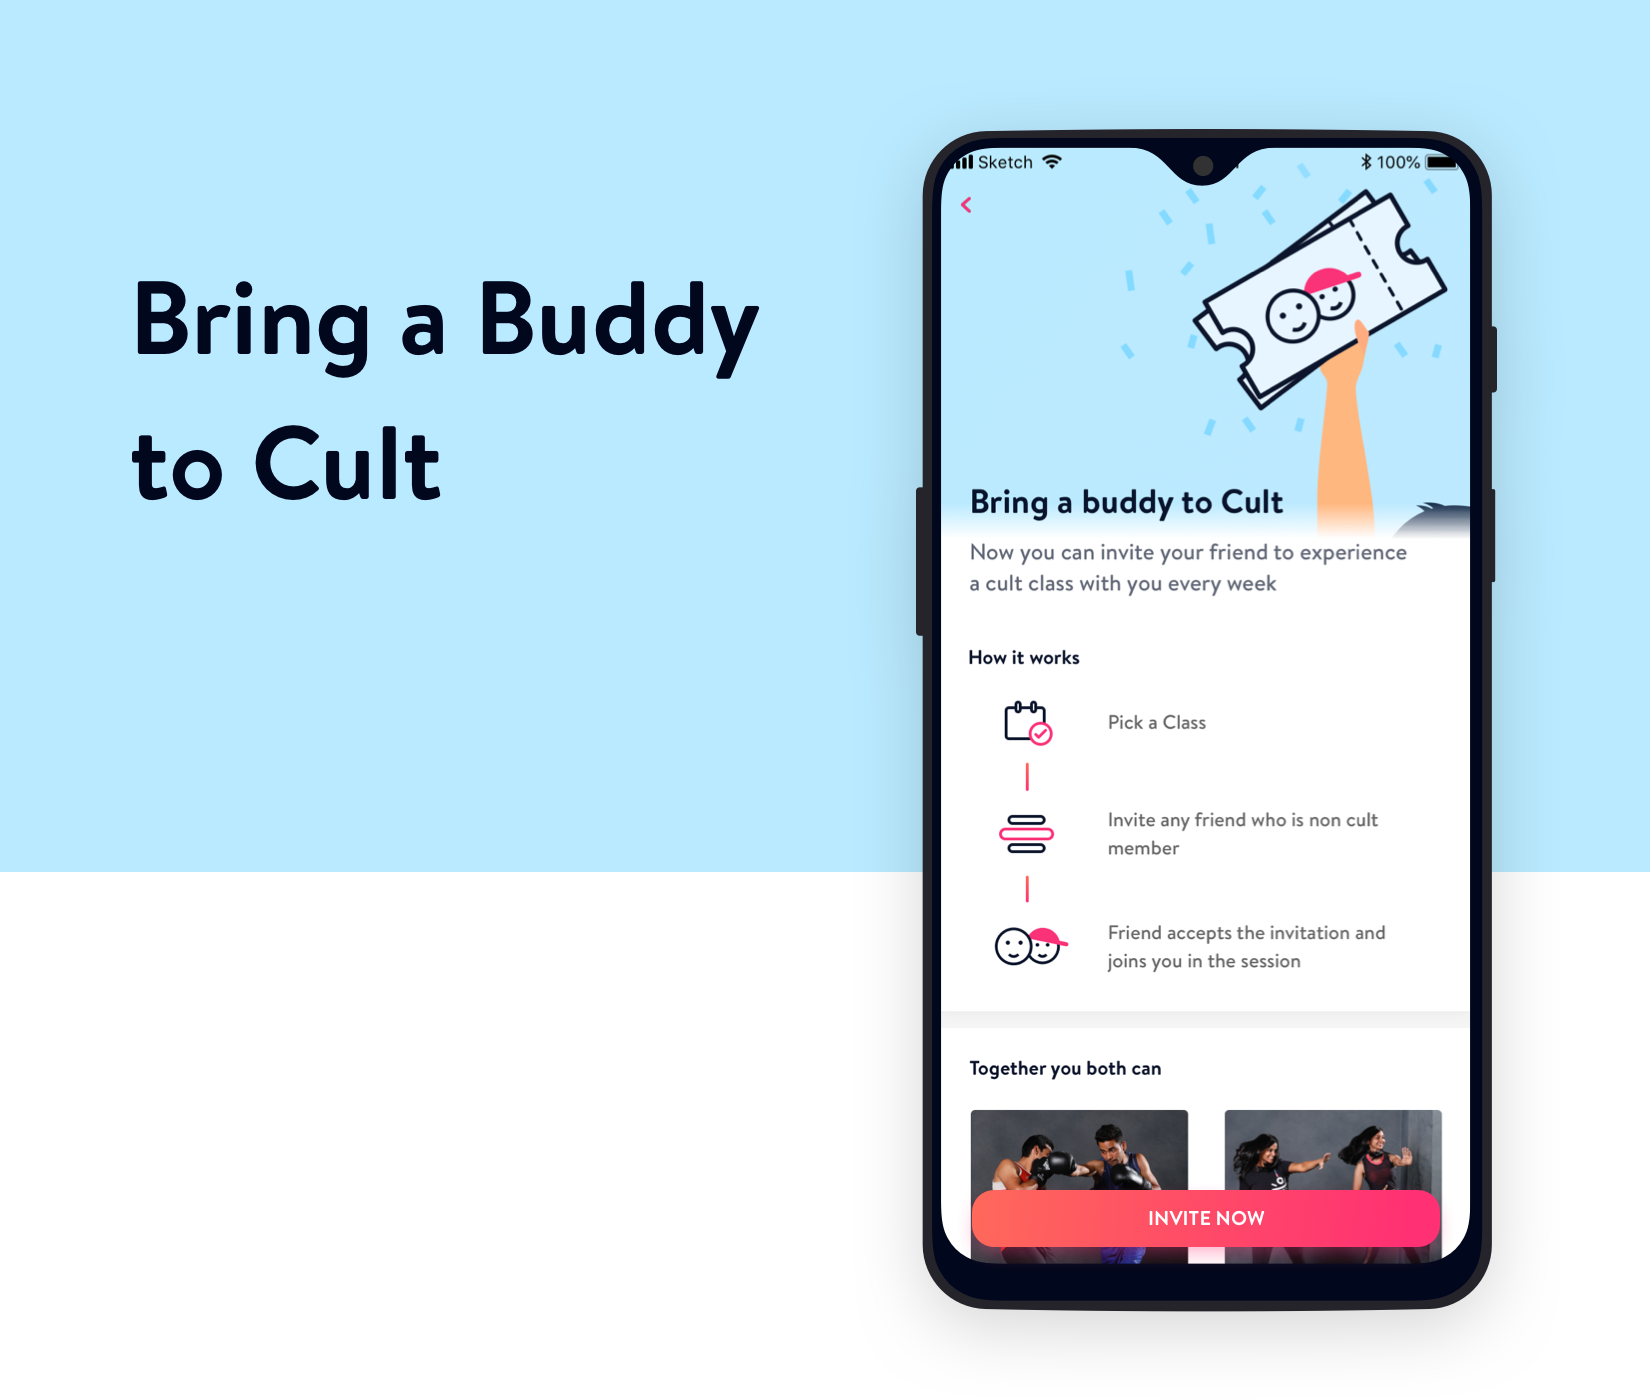 Bring a Buddy
to Cult
Sketch
100%
Bring a buddy to Cult
Now you can invite your friend to experience
a cult class with you every week
How it works
Pick a Class
Invite any friend who is non cult
member
Friend accepts the invitation and
joins you in the session
Together you both can
INVITE NOW